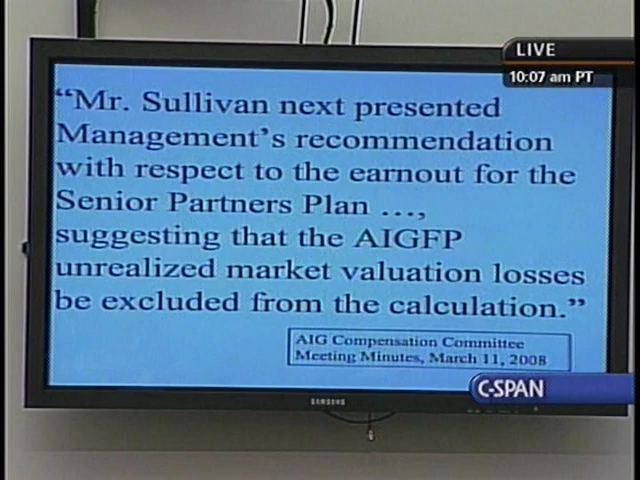 LIVE
10:07 am PT
“Mr. Sullivan next presented
Management’s recommendation
with respect to the earnout for the
Senior Partners Plan ...,
suggesting that the AIGFP
unrealized market valuation losses
be excluded from the calculation.”
AIG Compensation Committee
Meeting Minutes, March 11, 2008
C-SPAN
SAMSUNG